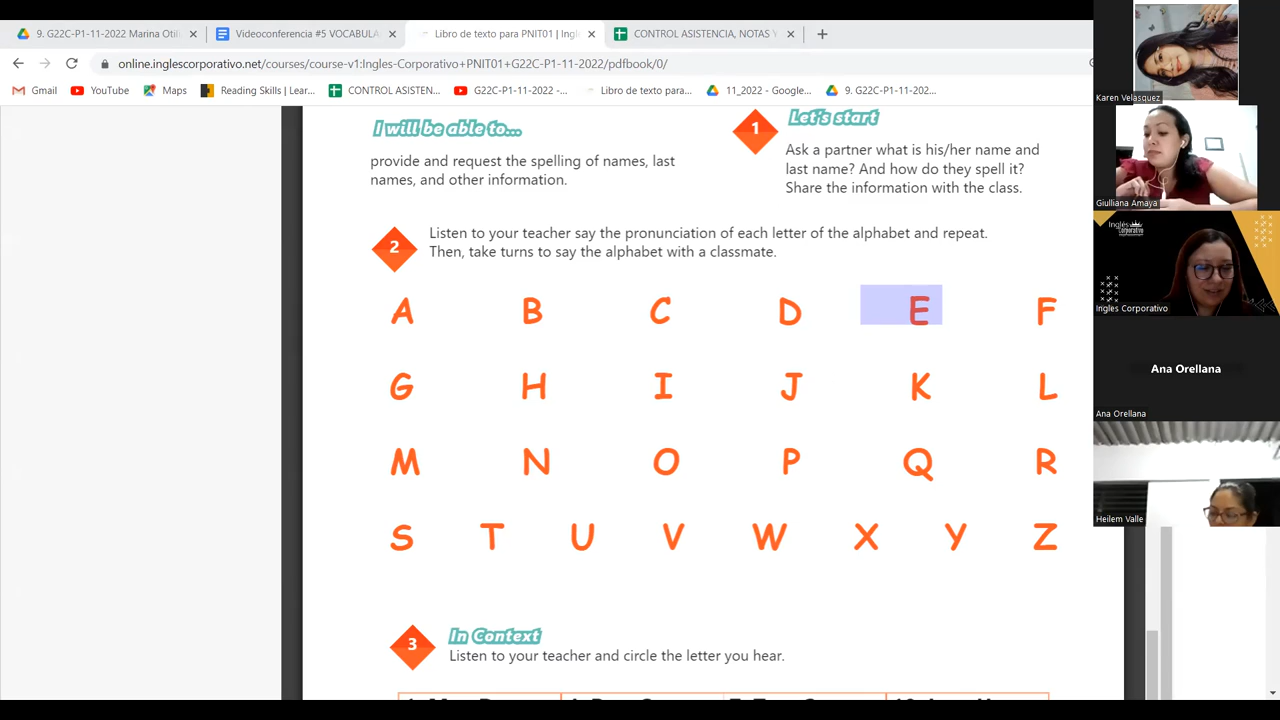 9. G22C-P1-11-2022 Marina Otili
Videoconferencia #5 VOCABULA
Libro de texto para PNIT01 | Ingl
CONTROL ASISTENCIA, NOTAS Y
online.inglescorporativo.net/courses/course-v1:Ingles-Corporativo+PNIT01+G22C-P1-11-2022/pdfbook/0/
Gmail
YouTube
Maps
Reading Skills | Lear...
CONTROL ASISTEN...
G22C-P1-11-2022 -...
Libro de texto para...
11_2022 - Google...
9. G22C-P1-11-202...
I will be able to...
provide and request the spelling of names, last
names, and other information.
1
Let's start
Ask a partner what is his/her name and
last name? And how do they spell it?
Share the information with the class.
2
Listen to your teacher say the pronunciation of each letter of the alphabet and repeat.
Then, take turns to say the alphabet with a classmate.
A B C D E F
G H I J K L
M N O P Q R
S T U V W X Y Z
3
In Context
Listen to your teacher and circle the letter you hear.
Karen Velasquez
Giulliana Amaya
Inglés
Corporativo
Ingles Corporativo
Ana Orellana
Ana Orellana
Heilem Valle